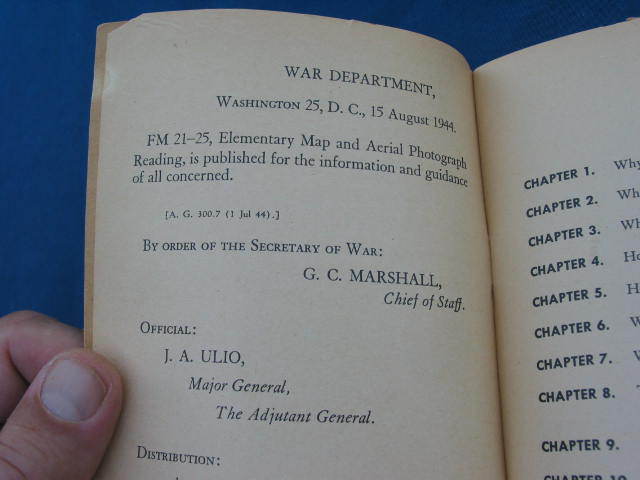 WAR DEPARTMENT,
WASHINGTON 25, D. C., 15 August 1944.
FM 21–25, Elementary Map and Aerial Photograph
Reading, is published for the information and guidance
of all concerned.
[A. G. 300.7 (1 Jul 44).]
BY ORDER OF THE SECRETARY OF WAR:
G. C. MARSHALL,
Chief of Staff.
OFFICIAL:
J. A. ULIO,
Major General,
The Adjutant General.
DISTRIBUTION:
CHAPTER 1. Why
CHAPTER 2.
CHAPTER 3.
CHAPTER 4.
CHAPTER 5.
CHAPTER 6.
CHAPTER 7.
CHAPTER 8.
CHAPTER 9.
CHAPTER 10.